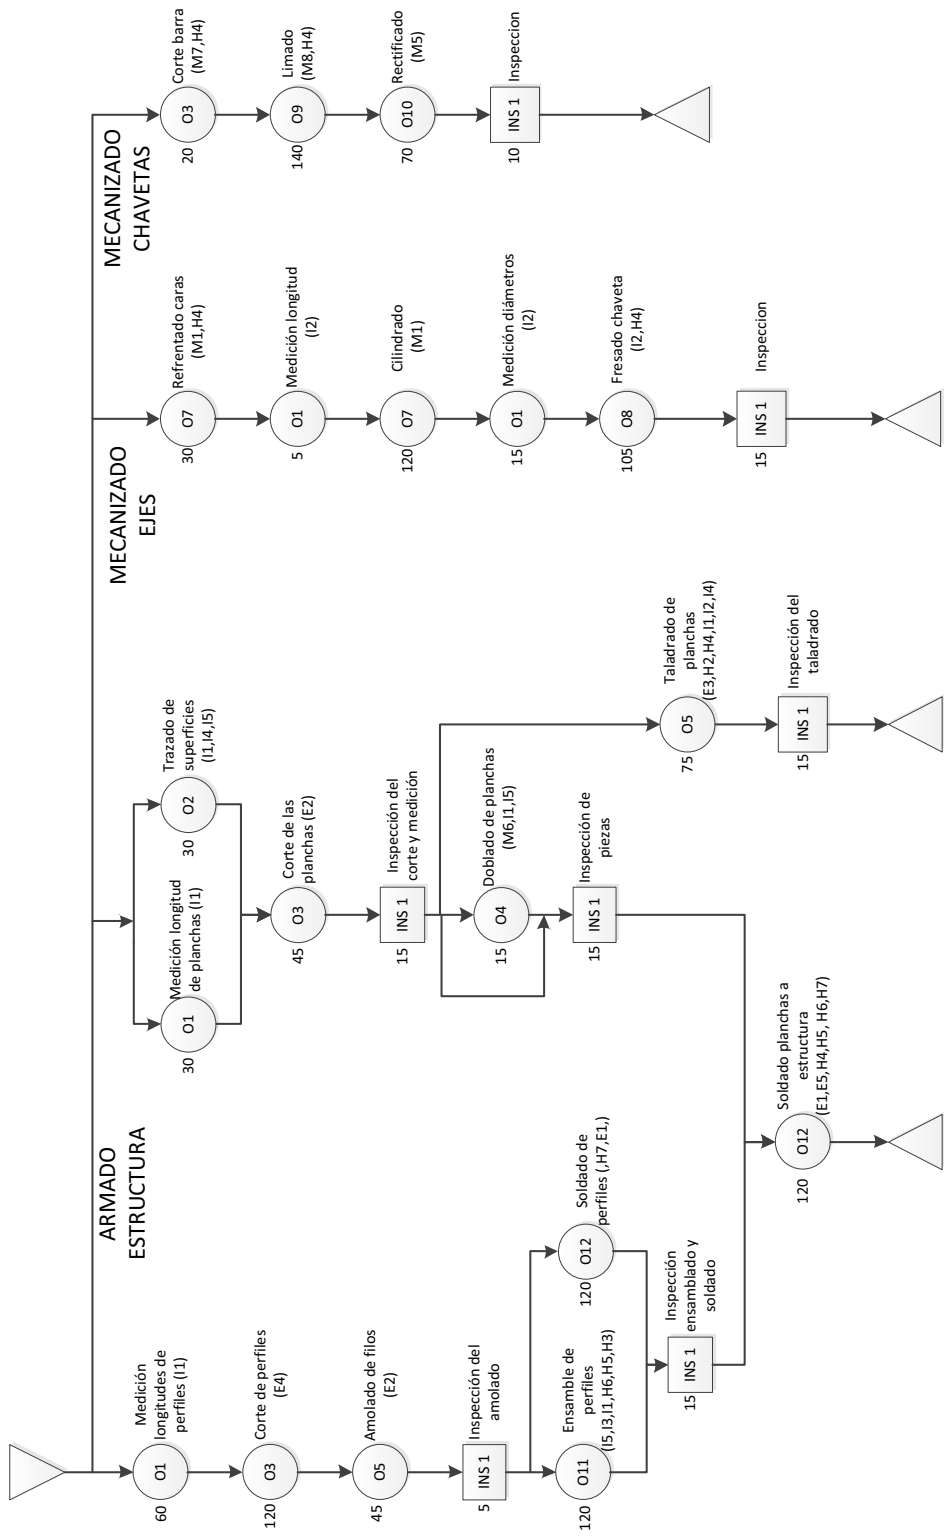 ARMADO
ESTRUCTURA
60
O1
Medición
longitudes de
perfiles (I1)
120
O3
Corte de perfiles
(E4)
45
O5
Amolado de filos
(E2)
5
INS 1
Inspección del
amolado
120
O11
Ensamble de
perfiles
(I5,I3,I1,H6,H5,H3)
120
O12
Soldado de
perfiles (,H7,E1,)
15
INS 1
Inspección
ensamblado y
soldado
120
O12
Soldado planchas a
estructura
(E1,E5,H4,H5, H6,H7)
30
O1
Medición longitud
de planchas (I1)
30
O2
Trazado de
superficies
(I1,I4,I5)
45
O3
Corte de las
planchas (E2)
15
INS 1
Inspección del
corte y medición
15
O4
Doblado de planchas
(M6,I1,I5)
15
INS 1
Inspección de
piezas
75
O5
Taladrado de
planchas
(E3,H2,H4,I1,I2,I4)
15
INS 1
Inspección del
taladrado
MECANIZADO
EJES
30
O7
Refrentado caras
(M1,H4)
5
O1
Medición longitud
(I2)
120
O7
Cilindrado
(M1)
15
O1
Medición diámetros
(I2)
105
O8
Fresado chaveta
(I2,H4)
15
INS 1
Inspeccion
MECANIZADO
CHAVETAS
20
O3
Corte barra
(M7,H4)
140
O9
Limado
(M8,H4)
70
O10
Rectificado
(M5)
10
INS 1
Inspeccion